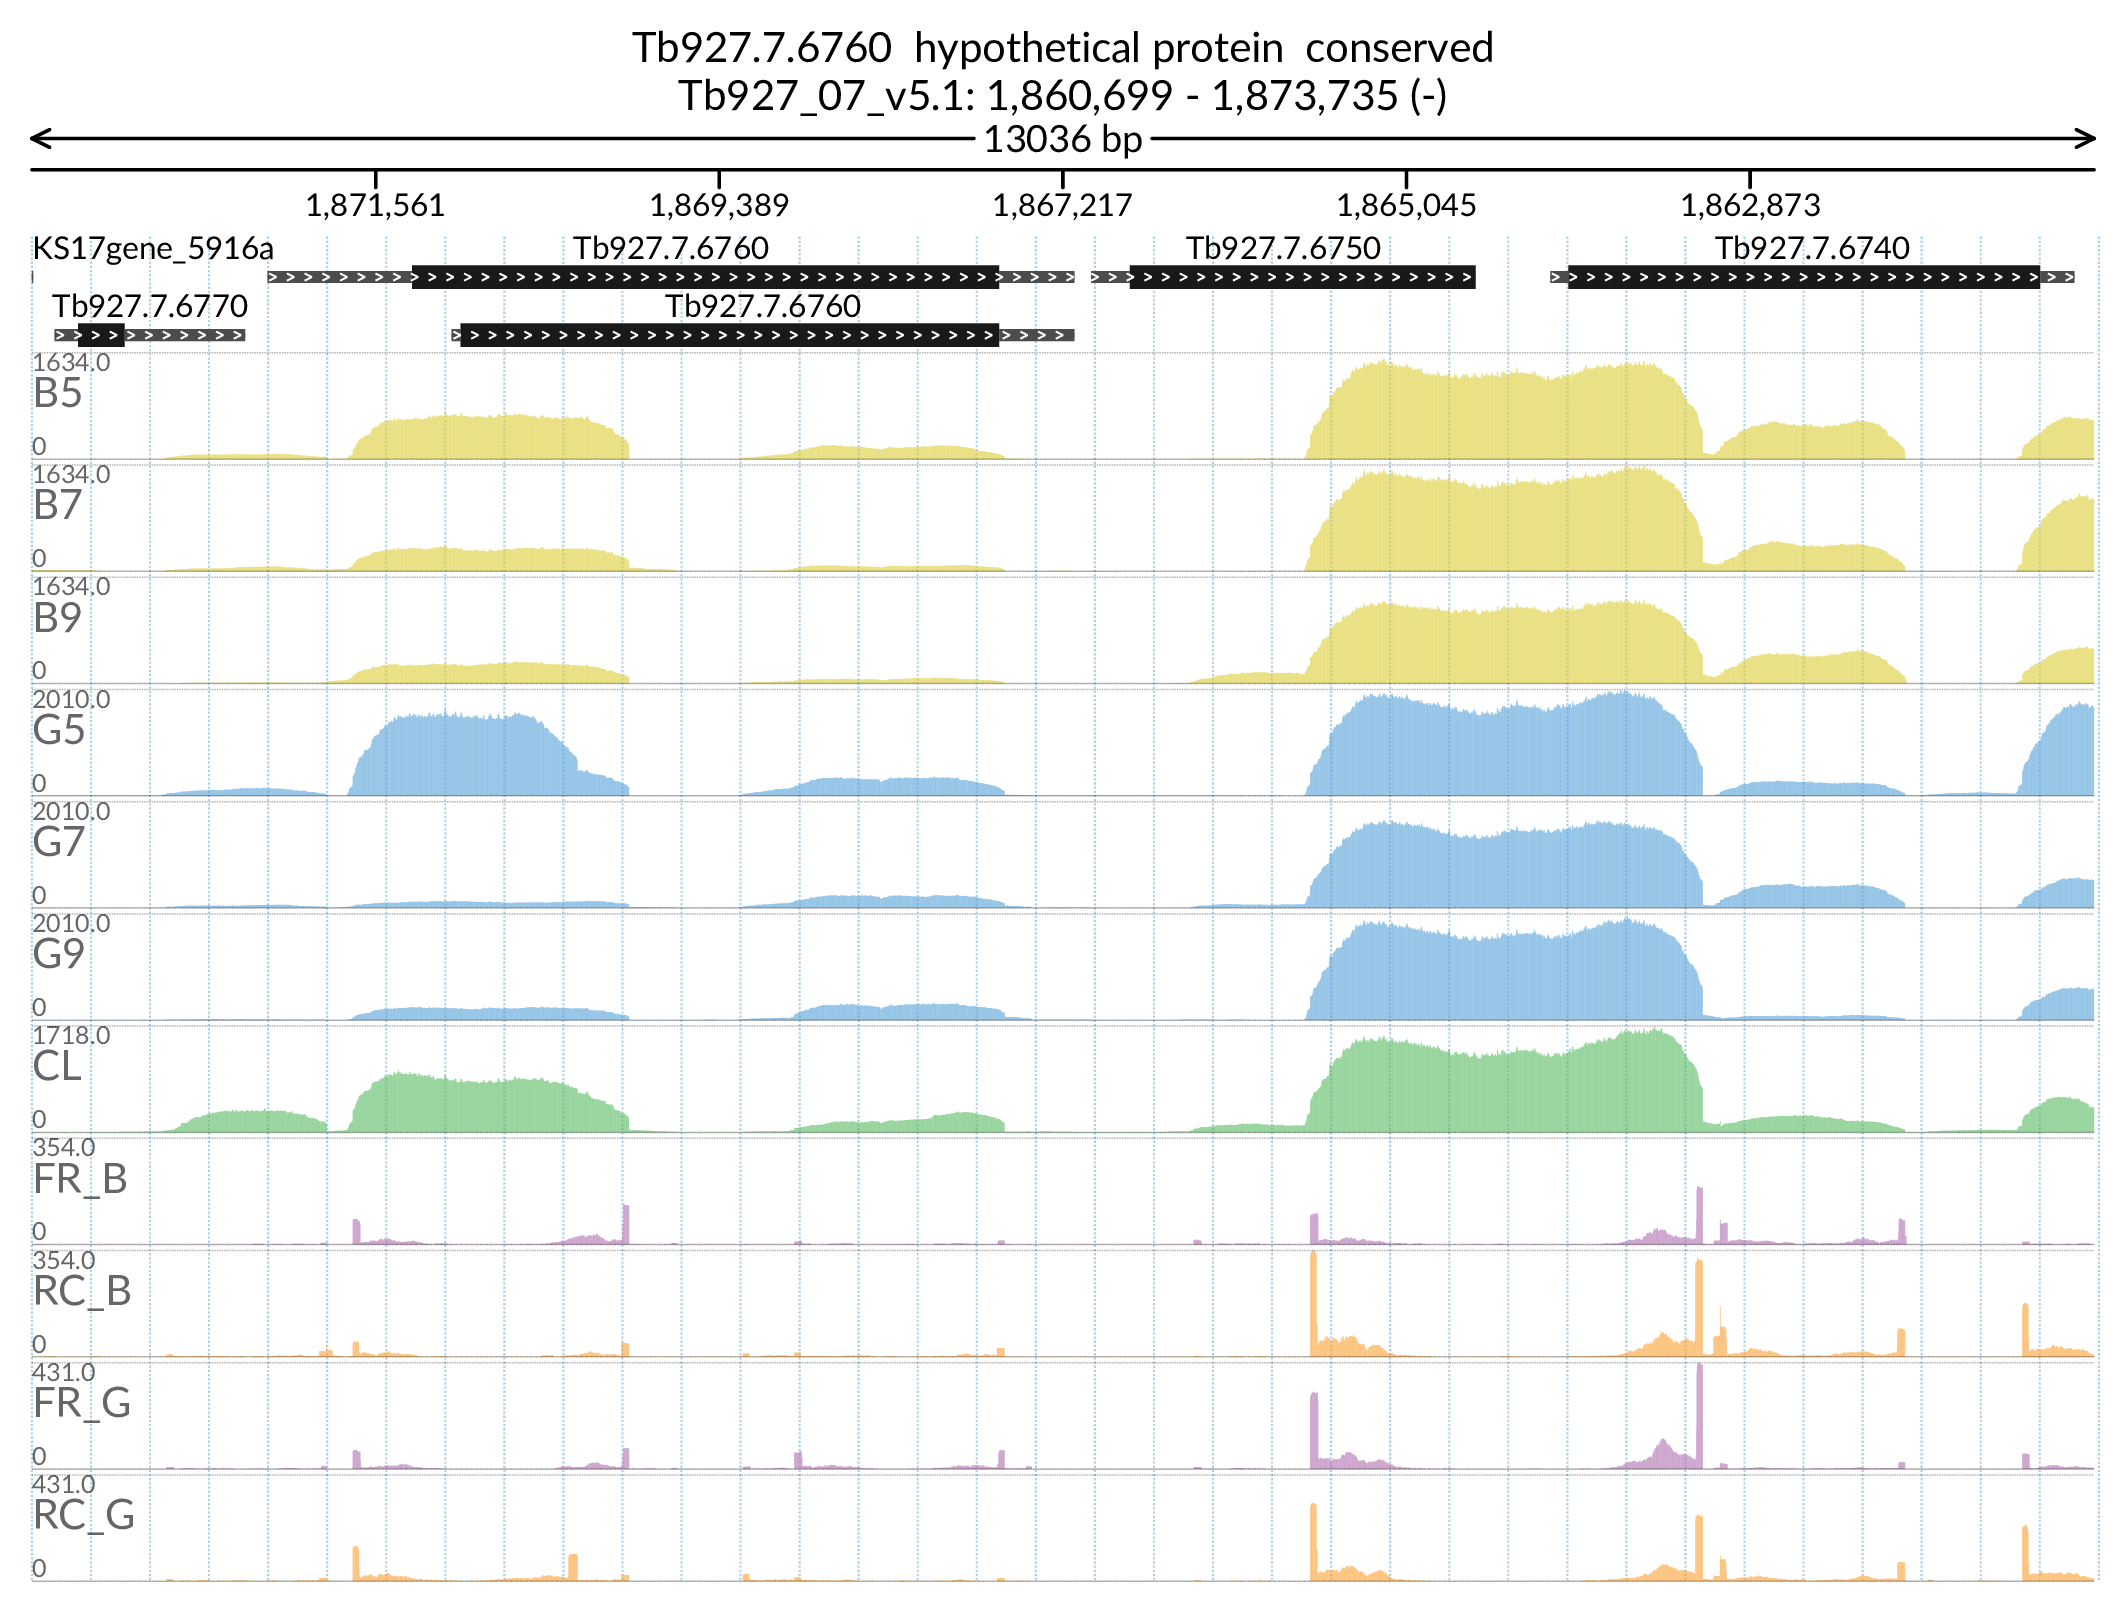 Tb927.7.6760 hypothetical protein conserved
Tb927_07_v5.1: 1,860,699 - 1,873,735 (-)
13036 bp
1,871,561 1,869,389 1,867,217 1,865,045 1,862,873
KS17gene_5916a Tb927.7.6760 Tb927.7.6750 Tb927.7.6740
Tb927.7.6770 Tb927.7.6760
1634.0
B5
0
1634.0
B7
0
1634.0
B9
0
2010.0
G5
0
2010.0
G7
0
2010.0
G9
0
1718.0
CL
0
354.0
FR_B
0
354.0
RC_B
0
431.0
FR_G
0
431.0
RC_G
0